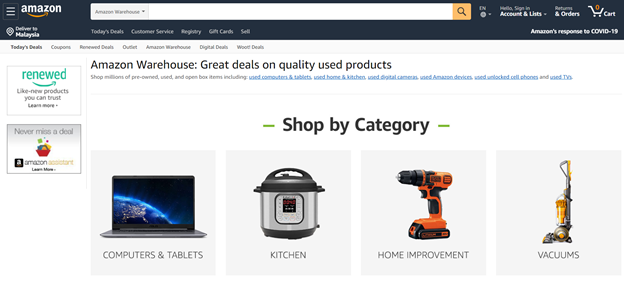 amazon
Amazon Warehouse
EN
Hello, Sign in
Account & Lists
Returns
& Orders
0
Cart
Deliver to
Malaysia
Today's Deals Customer Service Registry Gift Cards Sell
Amazon's response to COVID-19
Today's Deals Coupons Renewed Deals Outlet Amazon Warehouse Digital Deals Woot! Deals
renewed
Like-new products
you can trust
Learn more
Never miss a deal
amazon assistant
Learn More
Amazon Warehouse: Great deals on quality used products
Shop millions of pre-owned, used, and open box items including: used computers & tablets, used home & kitchen, used digital cameras, used Amazon devices, used unlocked cell phones and used TVs.
Shop by Category
COMPUTERS & TABLETS
KITCHEN
HOME IMPROVEMENT
VACUUMS